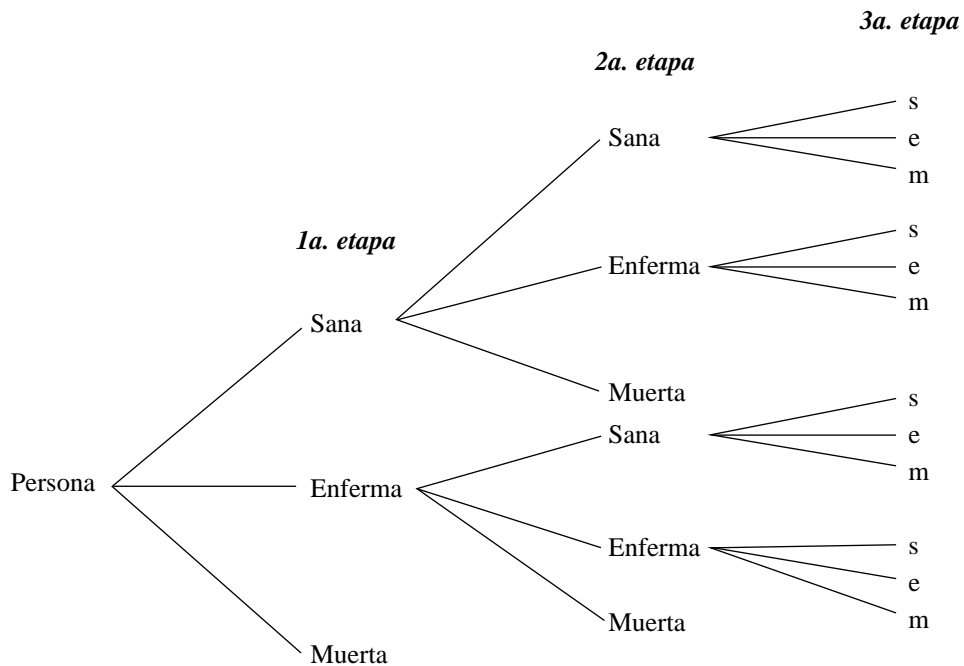 3a. etapa
2a. etapa
s
Sana
e
m
1a. etapa
s
Enferma
e
m
Sana
Muerta
s
Sana
e
m
Persona
Enferma
Enferma
s
e
m
Muerta
Muerta